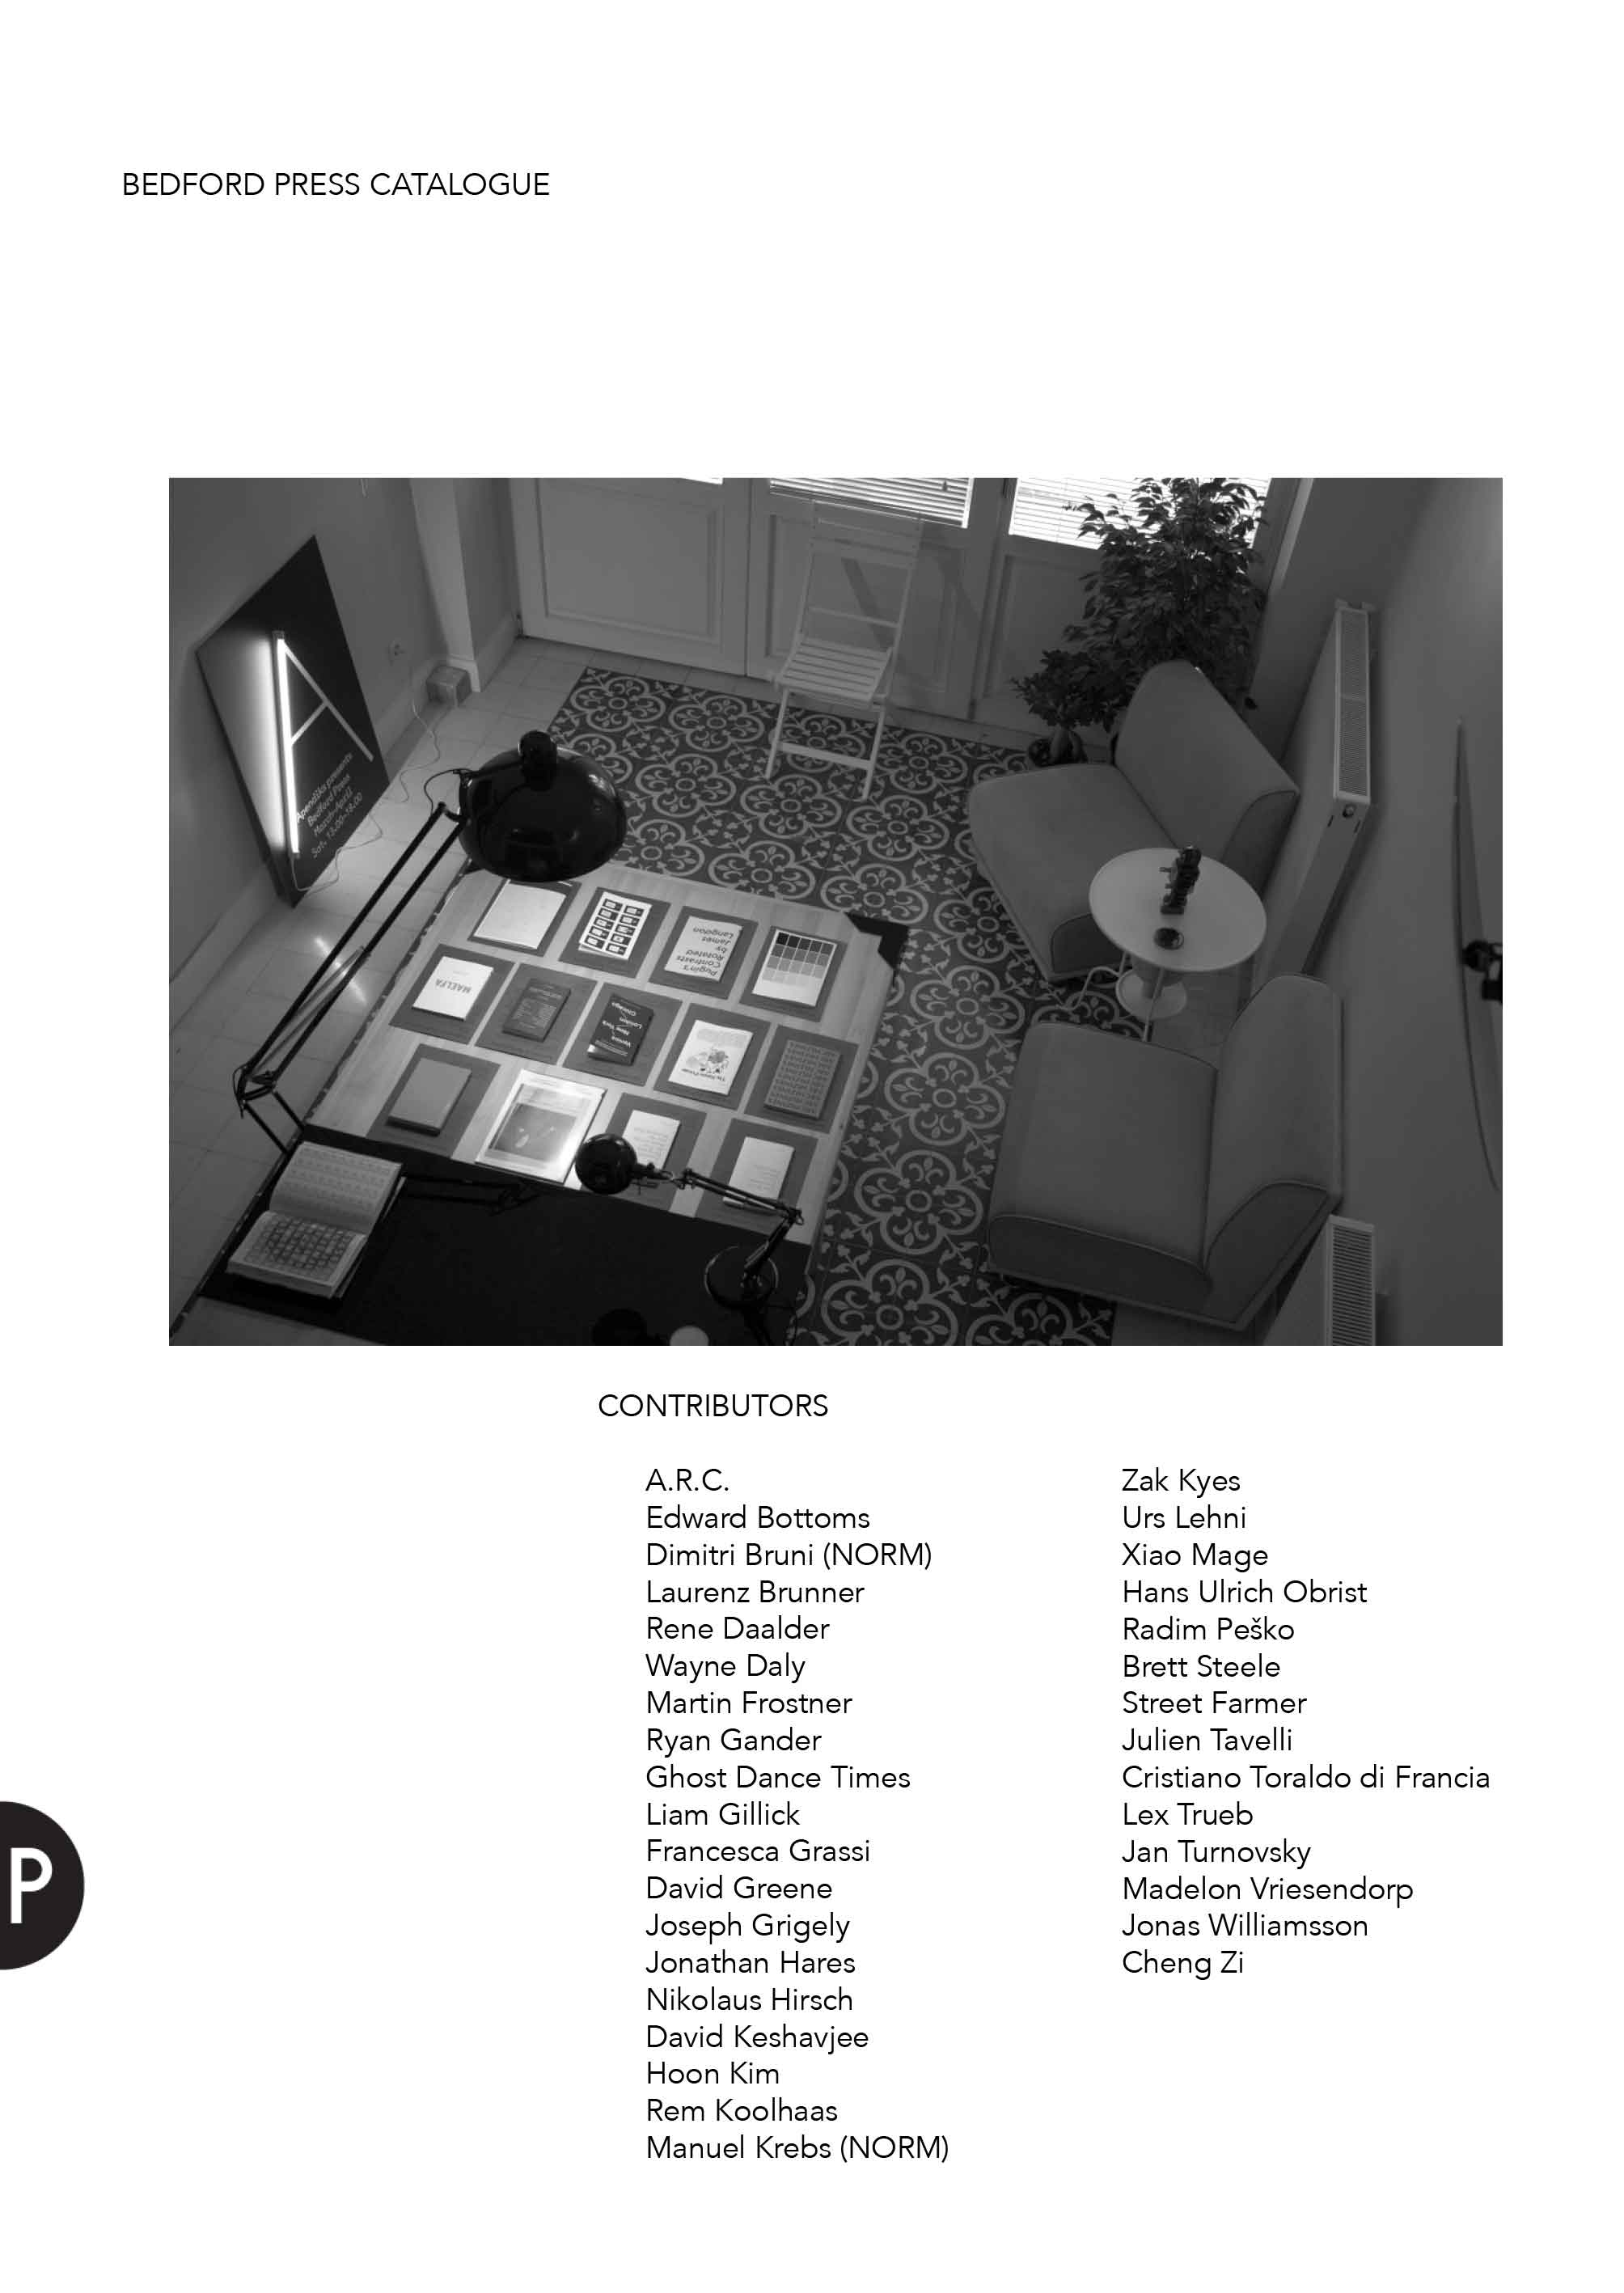 BEDFORD PRESS CATALOGUE
A
Apendiks presents
Bedford Press
March–April
Sat. 13.00–18.00
Pugin's
Contrasts
Rotated
by
James
Langdon
MAELFA
CONTRIBUTORS
A.R.C.
Edward Bottoms
Dimitri Bruni (NORM)
Laurenz Brunner
Rene Daalder
Wayne Daly
Martin Frostner
Ryan Gander
Ghost Dance Times
Liam Gillick
Francesca Grassi
David Greene
Joseph Grigely
Jonathan Hares
Nikolaus Hirsch
David Keshavjee
Hoon Kim
Rem Koolhaas
Manuel Krebs (NORM)
Zak Kyes
Urs Lehni
Xiao Mage
Hans Ulrich Obrist
Radim Peško
Brett Steele
Street Farmer
Julien Tavelli
Cristiano Toraldo di Francia
Lex Trueb
Jan Turnovsky
Madelon Vriesendorp
Jonas Williamsson
Cheng Zi
P